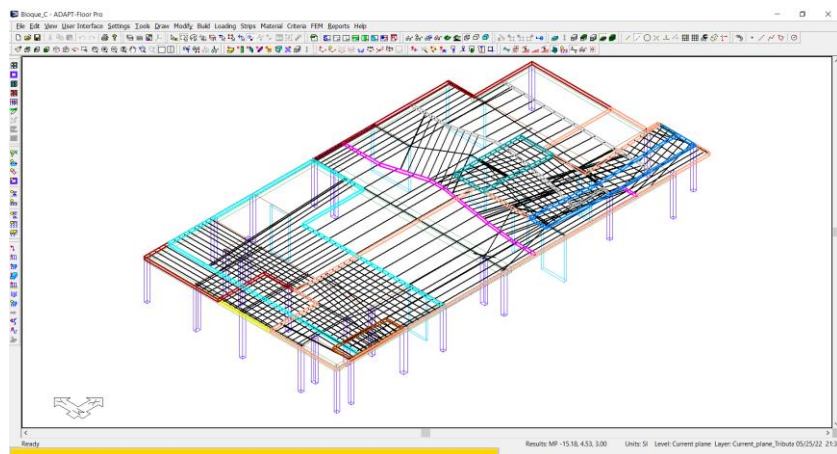 Bloque_C - ADAPT-Floor Pro
File Edit View User Interface Settings Tools Draw Modify Build Loading Strips Material Criteria FEM Reports Help
Ready
Results: MP -15.18, 4.53, 3.00 Units: SI Level: Current plane Layer: Current_plane_Tributa 05/25/22 21:3